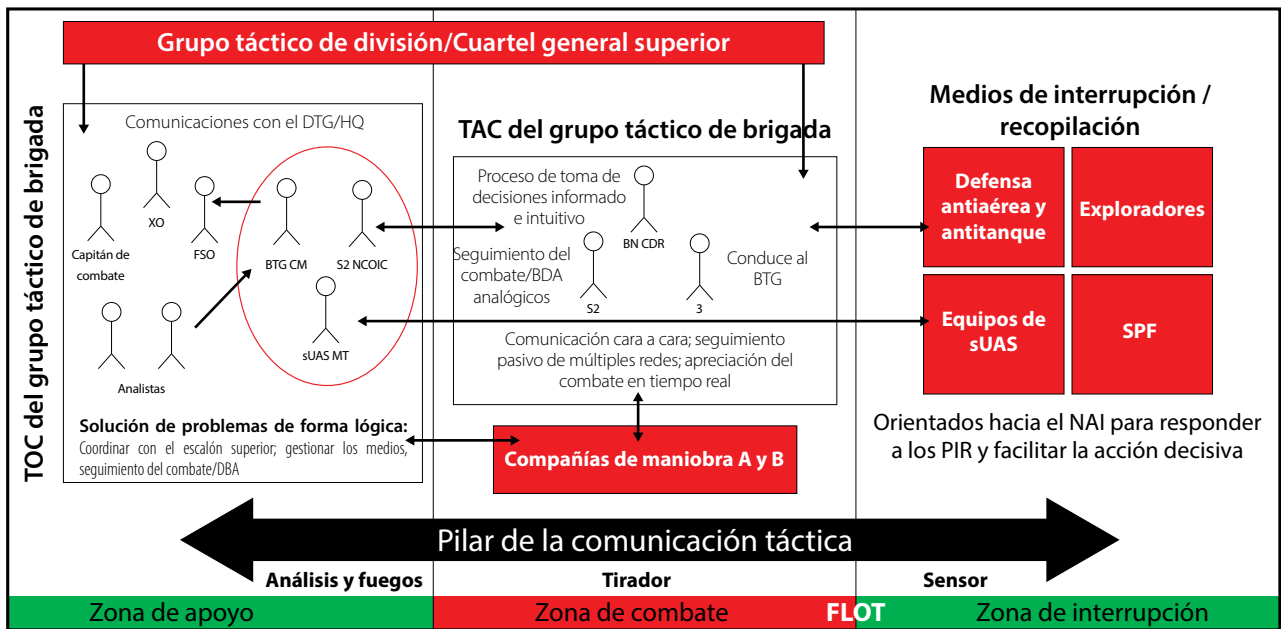 Grupo táctico de división/Cuartel general superior
TOC del grupo táctico de brigada
Comunicaciones con el DTG/HQ
XO
Capitán de
combate
FSO
BTG CM
S2 NCOIC
sUAS MT
Analistas
Solución de problemas de forma lógica:
Coordinar con el escalón superior; gestionar los medios,
seguimiento del combate/DBA
TAC del grupo táctico de brigada
Proceso de toma de
decisiones informado
e intuitivo
BN CDR
Seguimiento del
combate/BDA
analógicos
S2
3
Conduce al
BTG
Comunicación cara a cara; seguimiento
pasivo de múltiples redes; apreciación del
combate en tiempo real
Compañías de maniobra A y B
Medios de interrupción /
recopilación
Defensa
antiaérea y
antitanque
Exploradores
Equipos de
sUAS
SPF
Orientados hacia el NAI para responder
a los PIR y facilitar la acción decisiva
Pilar de la comunicación táctica
Análisis y fuegos
Tirador
Sensor
Zona de apoyo
Zona de combate
FLOT
Zona de interrupción